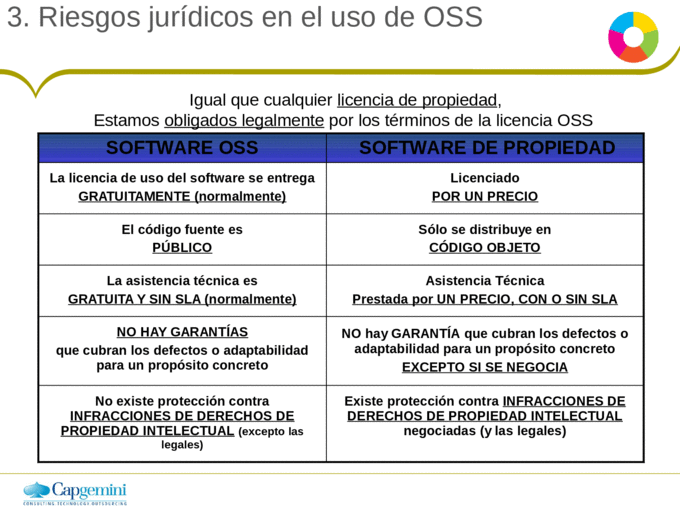 3. Riesgos jurídicos en el uso de OSS
Igual que cualquier licencia de propiedad,
Estamos obligados legalmente por los términos de la licencia OSS
SOFTWARE OSS
SOFTWARE DE PROPIEDAD
La licencia de uso del software se entrega
GRATUITAMENTE (normalmente)
Licenciado
POR UN PRECIO
El código fuente es
PÚBLICO
Sólo se distribuye en
CÓDIGO OBJETO
La asistencia técnica es
GRATUITA Y SIN SLA (normalmente)
Asistencia Técnica
Prestada por UN PRECIO, CON O SIN SLA
NO HAY GARANTÍAS
que cubran los defectos o adaptabilidad
para un propósito concreto
NO hay GARANTÍA que cubran los defectos o
adaptabilidad para un propósito concreto
EXCEPTO SI SE NEGOCIA
No existe protección contra
INFRACCIONES DE DERECHOS DE
PROPIEDAD INTELECTUAL (excepto las
legales)
Existe protección contra INFRACCIONES DE
DERECHOS DE PROPIEDAD INTELECTUAL
negociadas (y las legales)
Capgemini
CONSULTING.TECHNOLOGY.OUTSOURCING